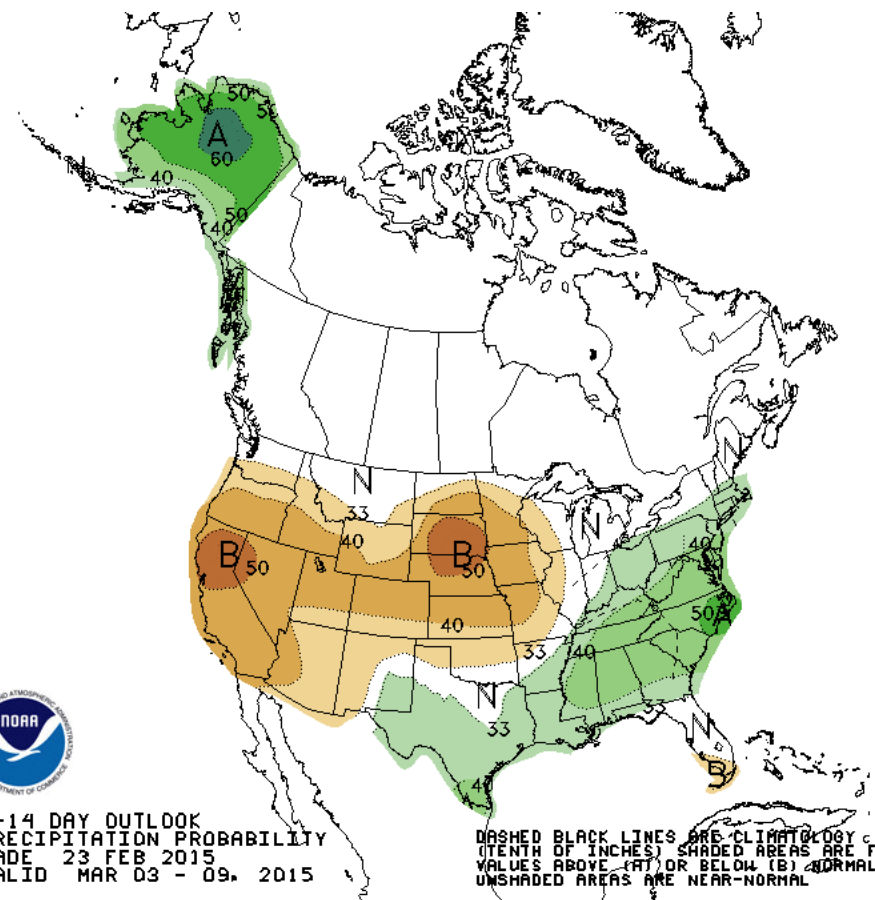 50
50
A
60
N
40
50
40
N
N
33
N
40
B
50
B
50
40
50
A
40
33
40
N
33
N
B
40
NOAA
-14 DAY OUTLOOK
RECIPITATION PROBABILITY
ADE 23 FEB 2015
ALID MAR 03 - 09, 2015
DASHED BLACK LINES ARE CLIMATOLOGY
(TENTH OF INCHES) SHADED AREAS ARE F
VALUES ABOVE (A) OR BELOW (B) NORMAL
UNSHADED AREAS ARE NEAR-NORMAL